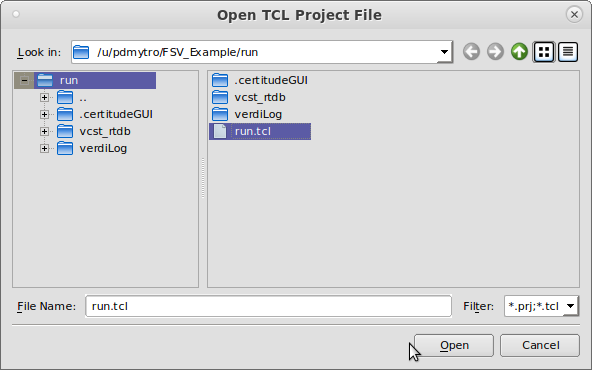 Open TCL Project File
Look in: /u/pdmytro/FSV_Example/run
run
..
.certitudeGUI
vcst_rtdb
verdiLog
.certitudeGUI
vcst_rtdb
verdiLog
run.tcl
File Name: run.tcl Filter: *.prj;*.tcl
Open Cancel